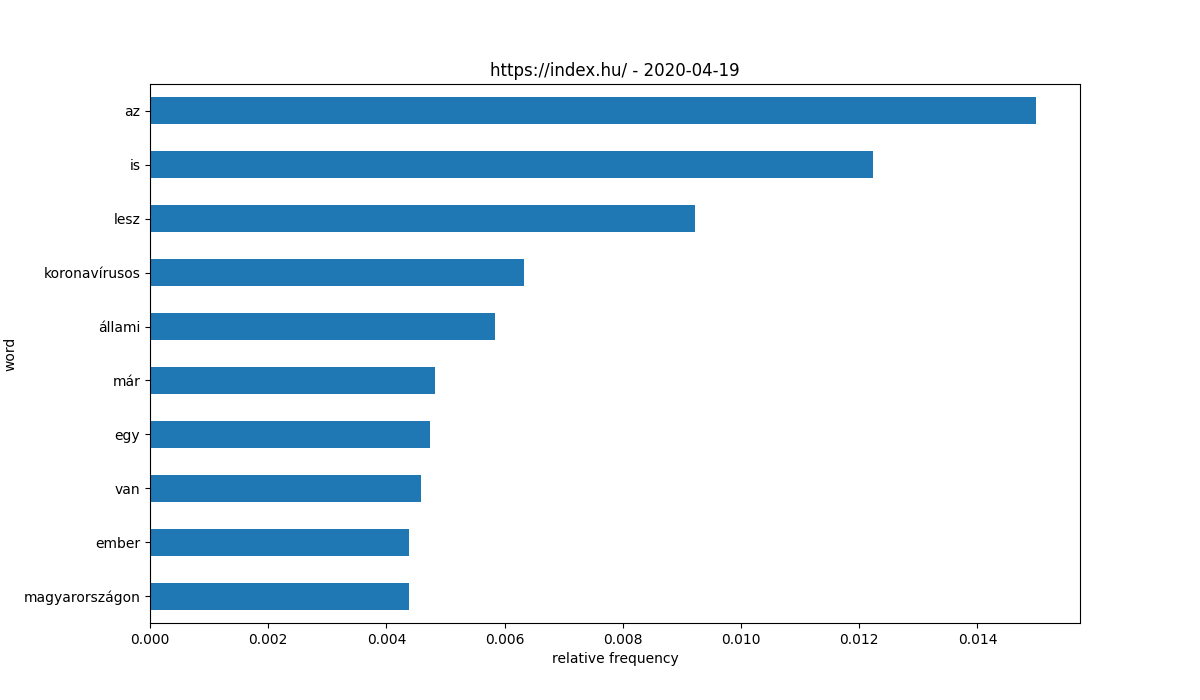 https://index.hu/ - 2020-04-19
az
is
lesz
koronavírusos
állami
már
egy
van
ember
magyarországon
word
0.000 0.002 0.004 0.006 0.008 0.010 0.012 0.014
relative frequency